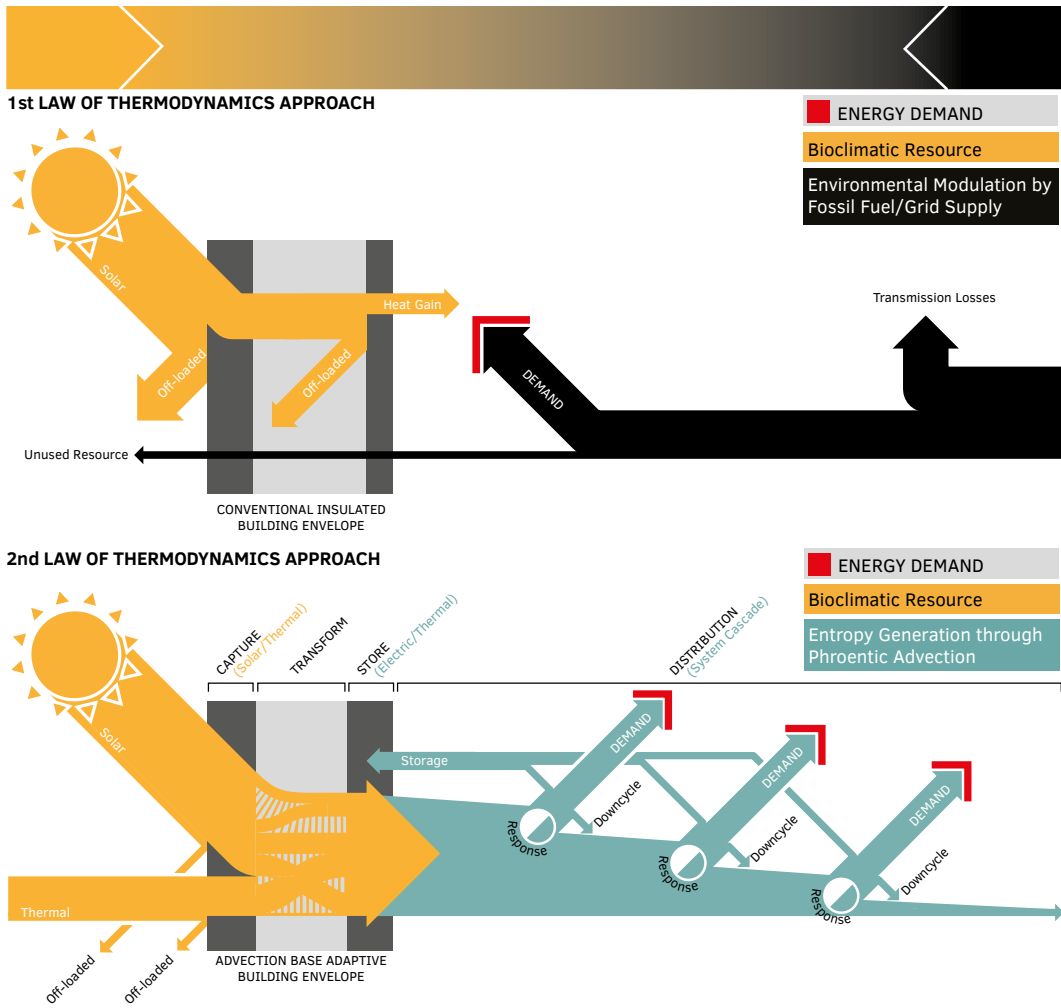 1st LAW OF THERMODYNAMICS APPROACH
ENERGY DEMAND
Bioclimatic Resource
Environmental Modulation by
Fossil Fuel/Grid Supply
Solar
Heat Gain
Transmission Losses
Off-loaded
Off-loaded
DEMAND
Unused Resource
CONVENTIONAL INSULATED
BUILDING ENVELOPE
2nd LAW OF THERMODYNAMICS APPROACH
ENERGY DEMAND
Bioclimatic Resource
Entropy Generation through
Phroentic Advection
CAPTURE
(Solar/Thermal)
TRANSFORM
STORE
(Electric/Thermal)
DISTRIBUTION
(System Cascade)
Solar
Storage
DEMAND
DEMAND
DEMAND
Downcycle
Downcycle
Downcycle
Response
Response
Response
Thermal
Off-loaded
Off-loaded
ADVECTION BASE ADAPTIVE
BUILDING ENVELOPE